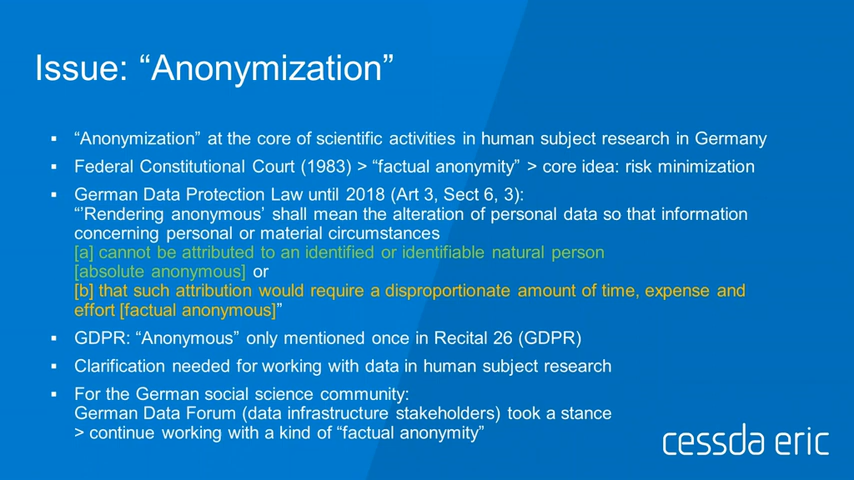 Issue: “Anonymization”
▪ “Anonymization” at the core of scientific activities in human subject research in Germany
▪ Federal Constitutional Court (1983) > “factual anonymity” > core idea: risk minimization
▪ German Data Protection Law until 2018 (Art 3, Sect 6, 3):
“’Rendering anonymous’ shall mean the alteration of personal data so that information
concerning personal or material circumstances
[a] cannot be attributed to an identified or identifiable natural person
[absolute anonymous] or
[b] that such attribution would require a disproportionate amount of time, expense and
effort [factual anonymous]”
▪ GDPR: “Anonymous” only mentioned once in Recital 26 (GDPR)
▪ Clarification needed for working with data in human subject research
▪ For the German social science community:
German Data Forum (data infrastructure stakeholders) took a stance
> continue working with a kind of “factual anonymity”
cessda eric